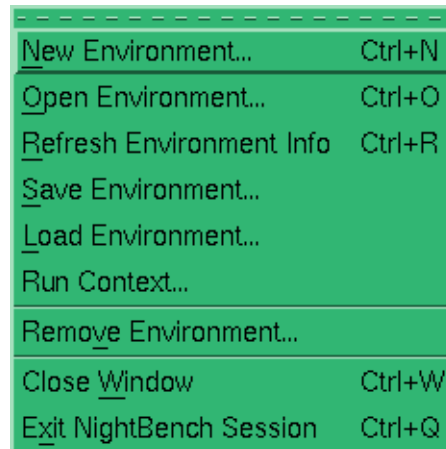 New Environment... Ctrl+N
Open Environment... Ctrl+O
Refresh Environment Info Ctrl+R
Save Environment...
Load Environment...
Run Context...
Remove Environment...
Close Window Ctrl+W
Exit NightBench Session Ctrl+Q